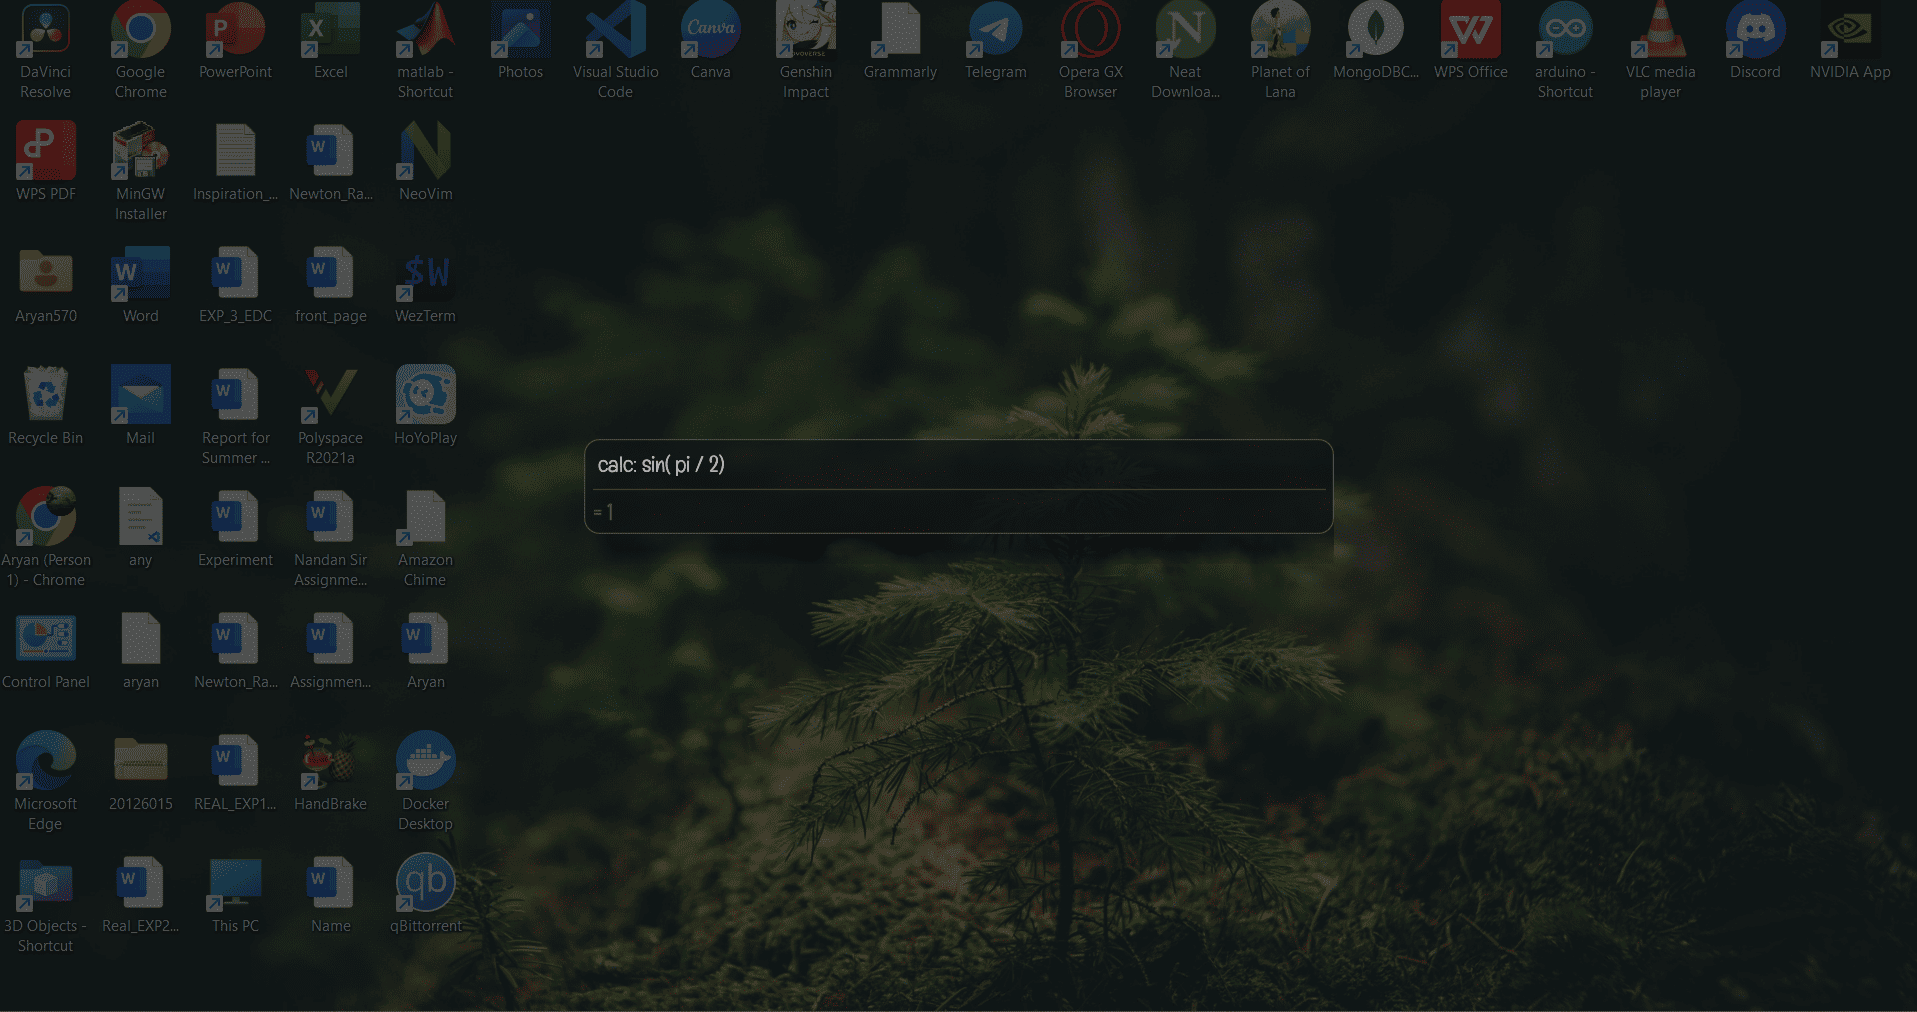 DaVinci
Resolve
Google
Chrome
PowerPoint
Excel
matlab -
Shortcut
Photos
Visual Studio
Code
Canva
Canva
Genshin
Impact
Grammarly
Telegram
Opera GX
Browser
Neat
Downloa...
Planet of
Lana
MongoDBC...
WPS Office
arduino -
Shortcut
VLC media
player
Discord
NVIDIA App
WPS PDF
MinGW
Installer
Inspiration_...
Newton_Ra...
NeoVim
Aryan570
Word
EXP_3_EDC
front_page
$W
WezTerm
calc: sin( pi / 2)
= 1
Recycle Bin
Mail
Report for
Summer ...
Polyspace
R2021a
HoYoPlay
Aryan (Person
1) - Chrome
any
Experiment
Nandan Sir
Assignme...
Amazon
Chime
Control Panel
aryan
Newton_Ra...
Assignmen...
Aryan
Microsoft
Edge
20126015
REAL_EXP1...
HandBrake
Docker
Desktop
3D Objects -
Shortcut
Real_EXP2...
This PC
Name
qb
qBittorrent